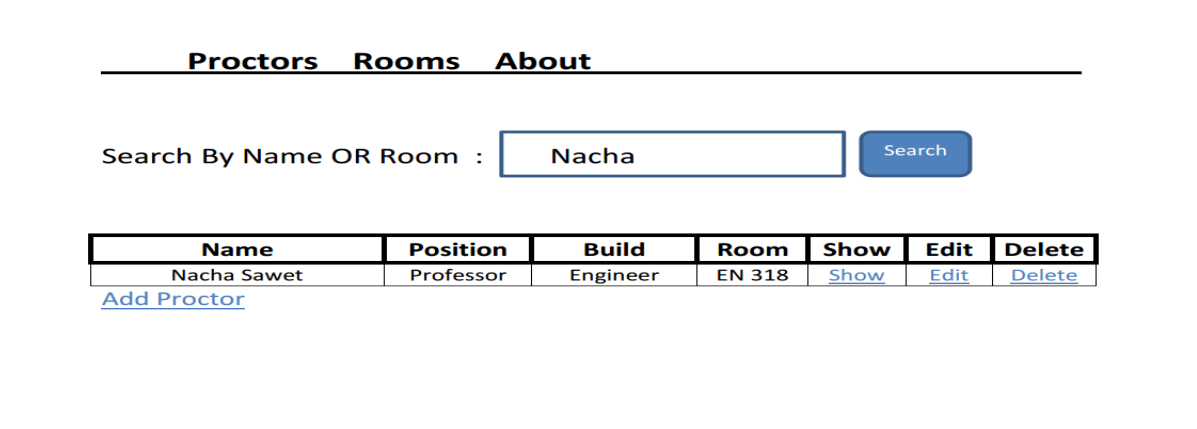 Proctors Rooms About
Search By Name OR Room : Nacha Search
Name Position Build Room Show Edit Delete
Nacha Sawet Professor Engineer EN 318 Show Edit Delete
Add Proctor